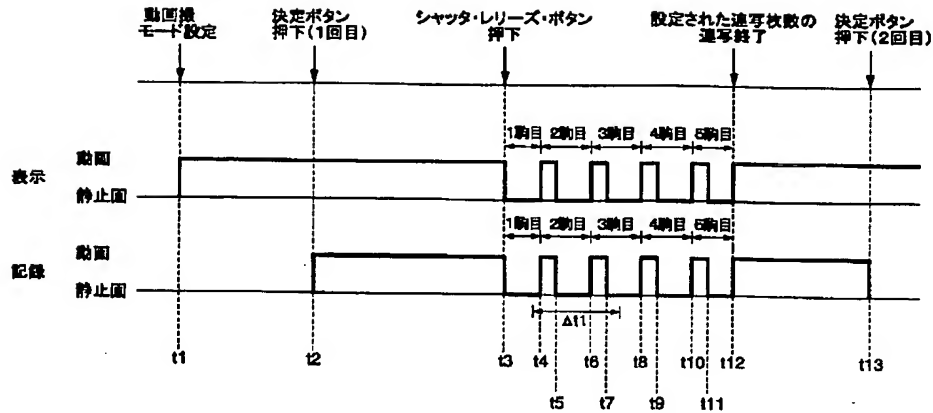 動画撮
モード設定
決定ボタン
押下(1回目)
シャッタ・レリーズ・ボタン
押下
設定された連写枚数の
連写終了
決定ボタン
押下(2回目)
1駒目 2駒目 3駒目 4駒目 5駒目
表示
動画
静止画
1駒目 2駒目 3駒目 4駒目 5駒目
記録
動画
静止画
Δt1
t1 t2 t3 t4 t6 t8 t10 t12 t13
t5 t7 t9 t11